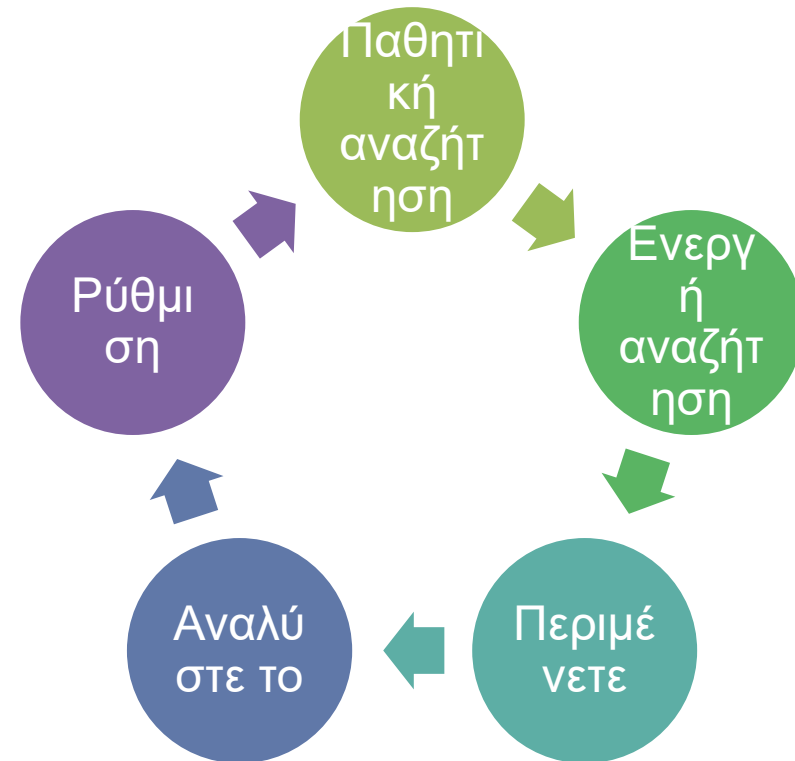 Παθητι
κή
αναζήτ
ηση
Ενεργ
ή
αναζήτ
ηση
Περιμέ
νετε
Αναλύ
στε το
Ρύθμι
ση